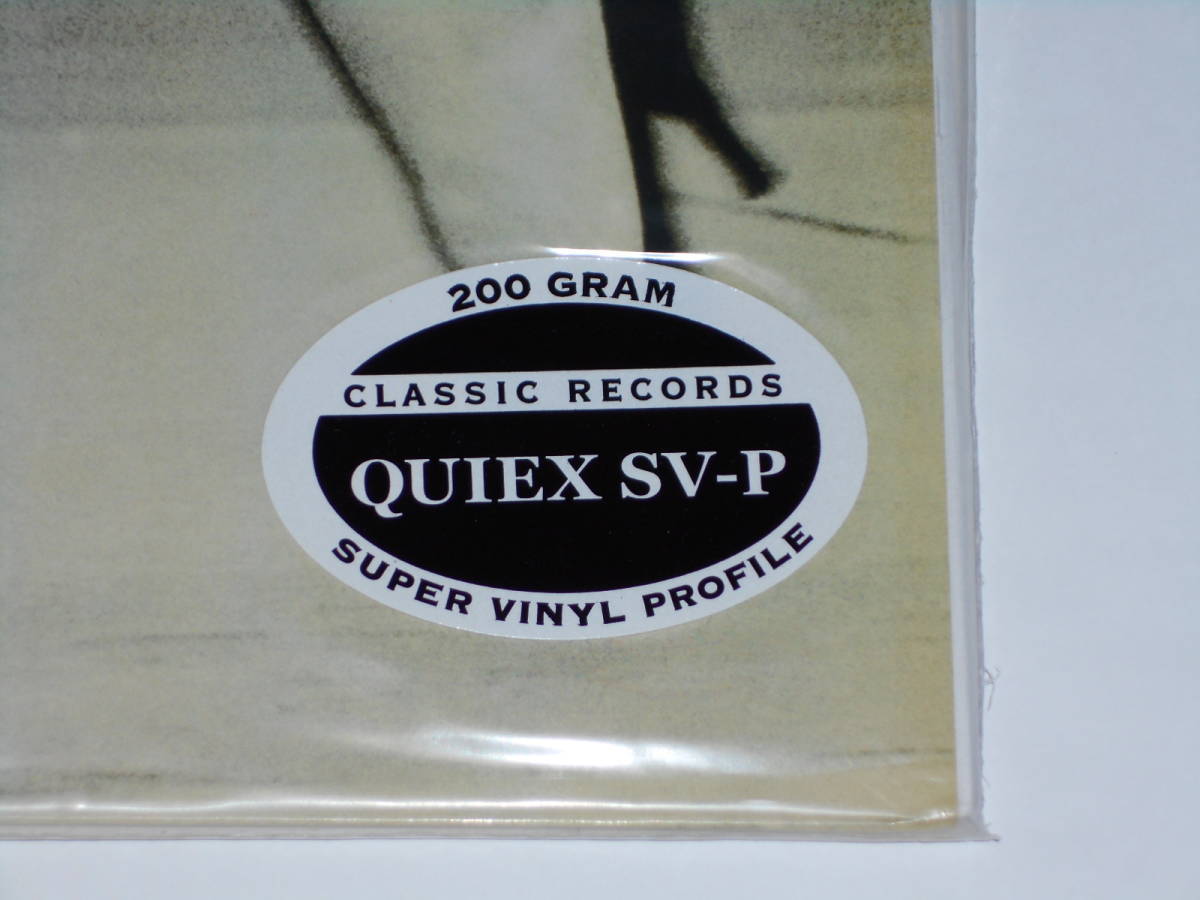 200 GRAM
CLASSIC RECORDS
QUIEX SV-P
SUPER VINYL PROFILE